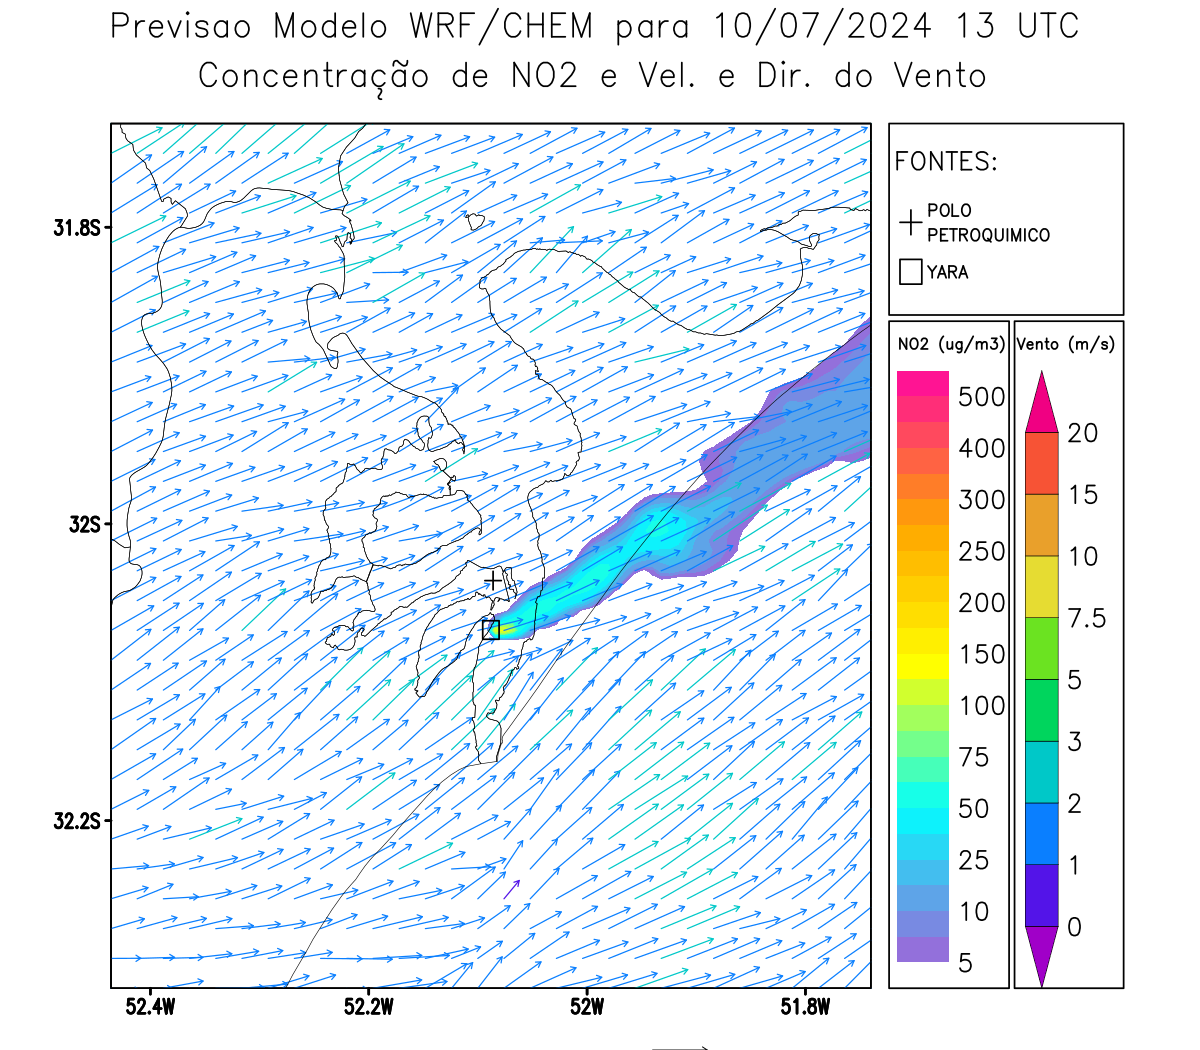 Previsao Modelo WRF/CHEM para 10/07/2024 13 UTC
Concentração de NO2 e Vel. e Dir. do Vento
FONTES:
POLO
PETROQUIMICO
YARA
31.8S
32S
32.2S
52.4W
52.2W
52W
51.8W
NO2 (ug/m3)
500
400
300
250
200
150
100
75
50
25
10
5
Vento (m/s)
20
15
10
7.5
5
3
2
1
0